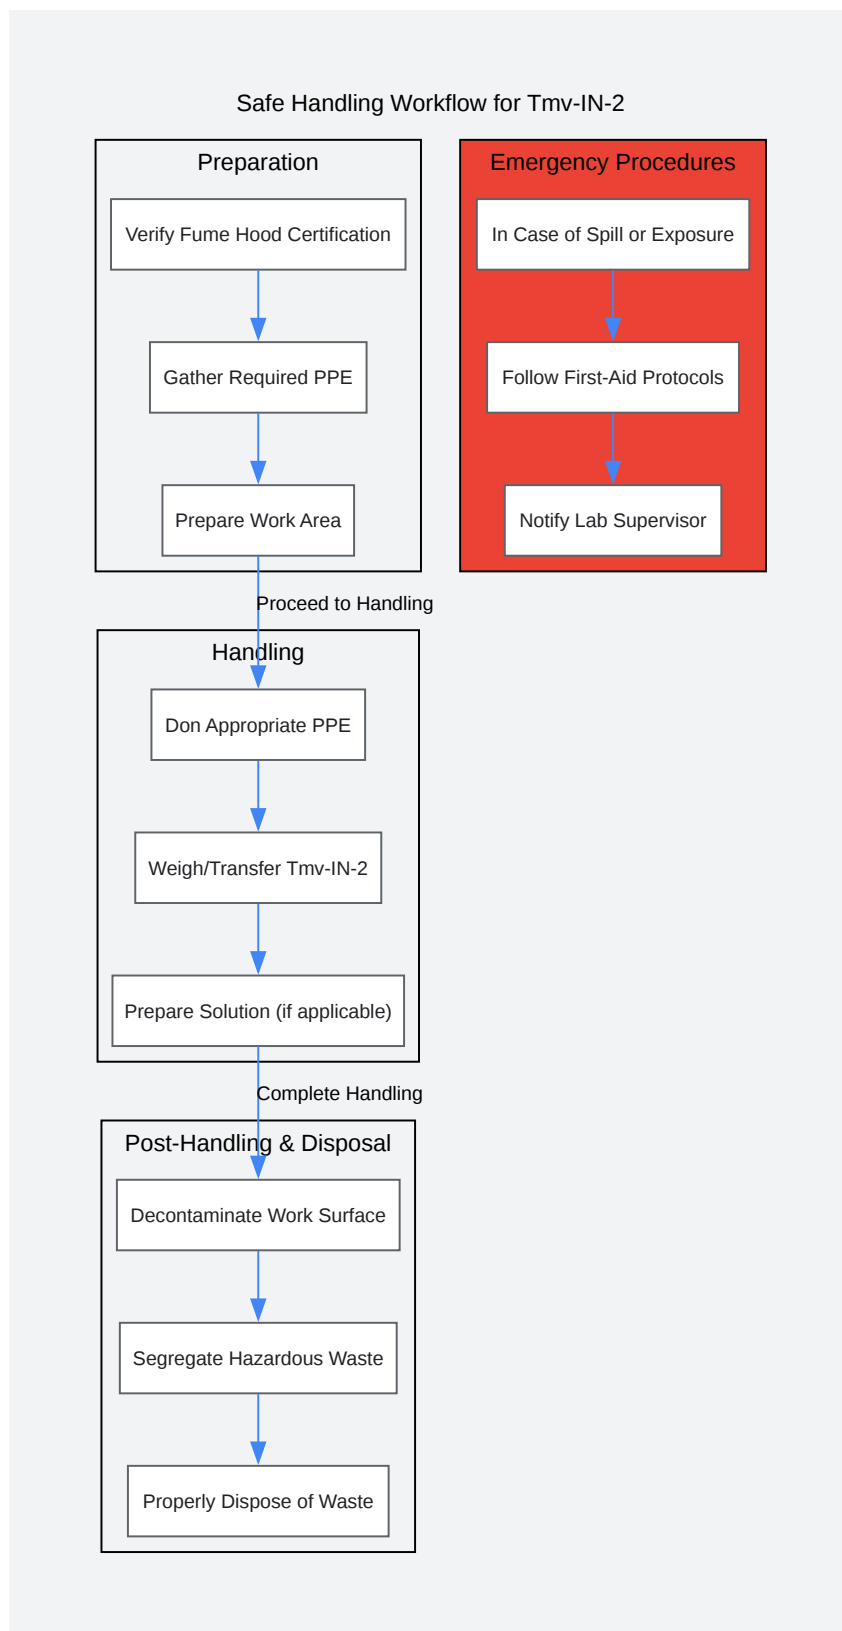 Safe Handling Workflow for Tmv-IN-2
Preparation
Verify Fume Hood Certification
Gather Required PPE
Prepare Work Area
Emergency Procedures
In Case of Spill or Exposure
Follow First-Aid Protocols
Notify Lab Supervisor
Proceed to Handling
Handling
Don Appropriate PPE
Weigh/Transfer Tmv-IN-2
Prepare Solution (if applicable)
Complete Handling
Post-Handling & Disposal
Decontaminate Work Surface
Segregate Hazardous Waste
Properly Dispose of Waste